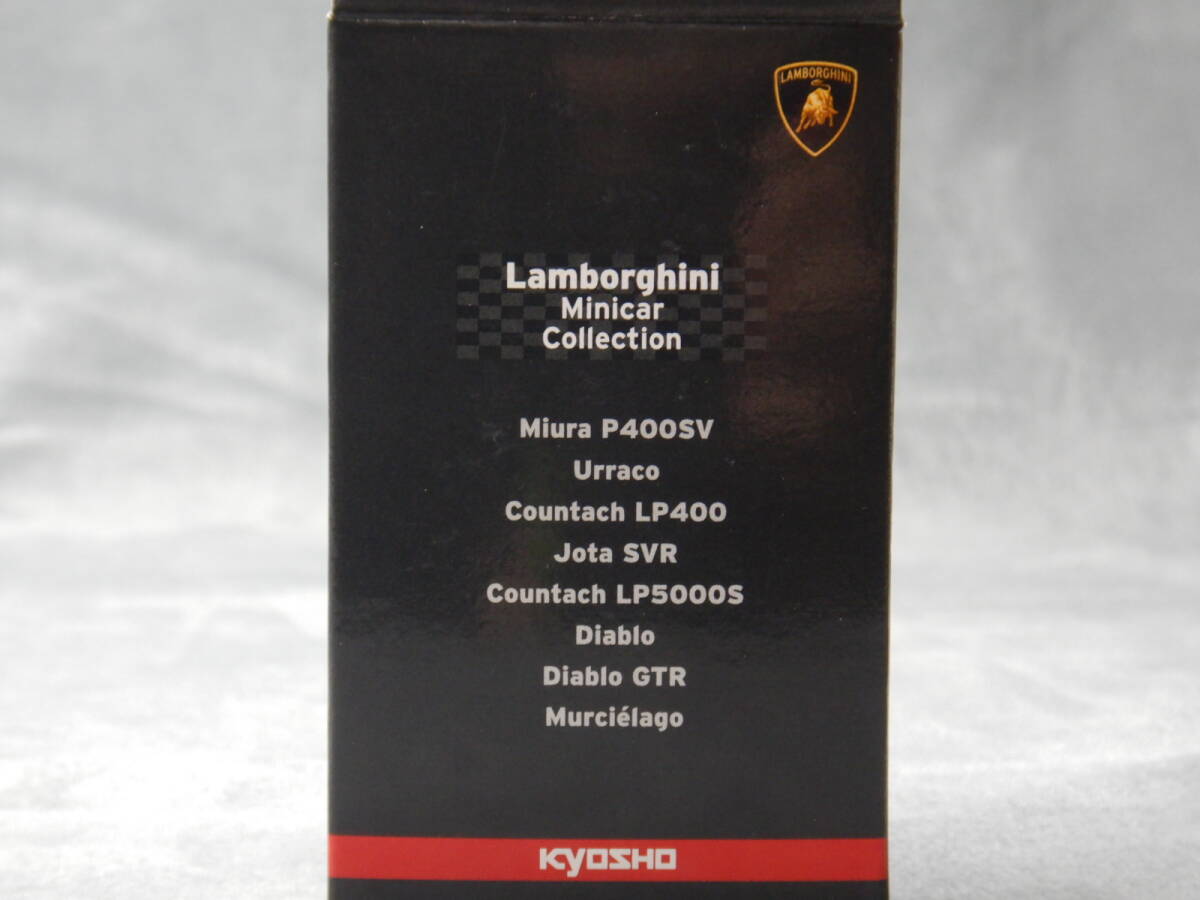 LAMBORGHINI
Lamborghini
Minicar
Collection
Miura P400SV
Urraco
Countach LP400
Jota SVR
Countach LP5000S
Diablo
Diablo GTR
Murciélago
KYOSHO